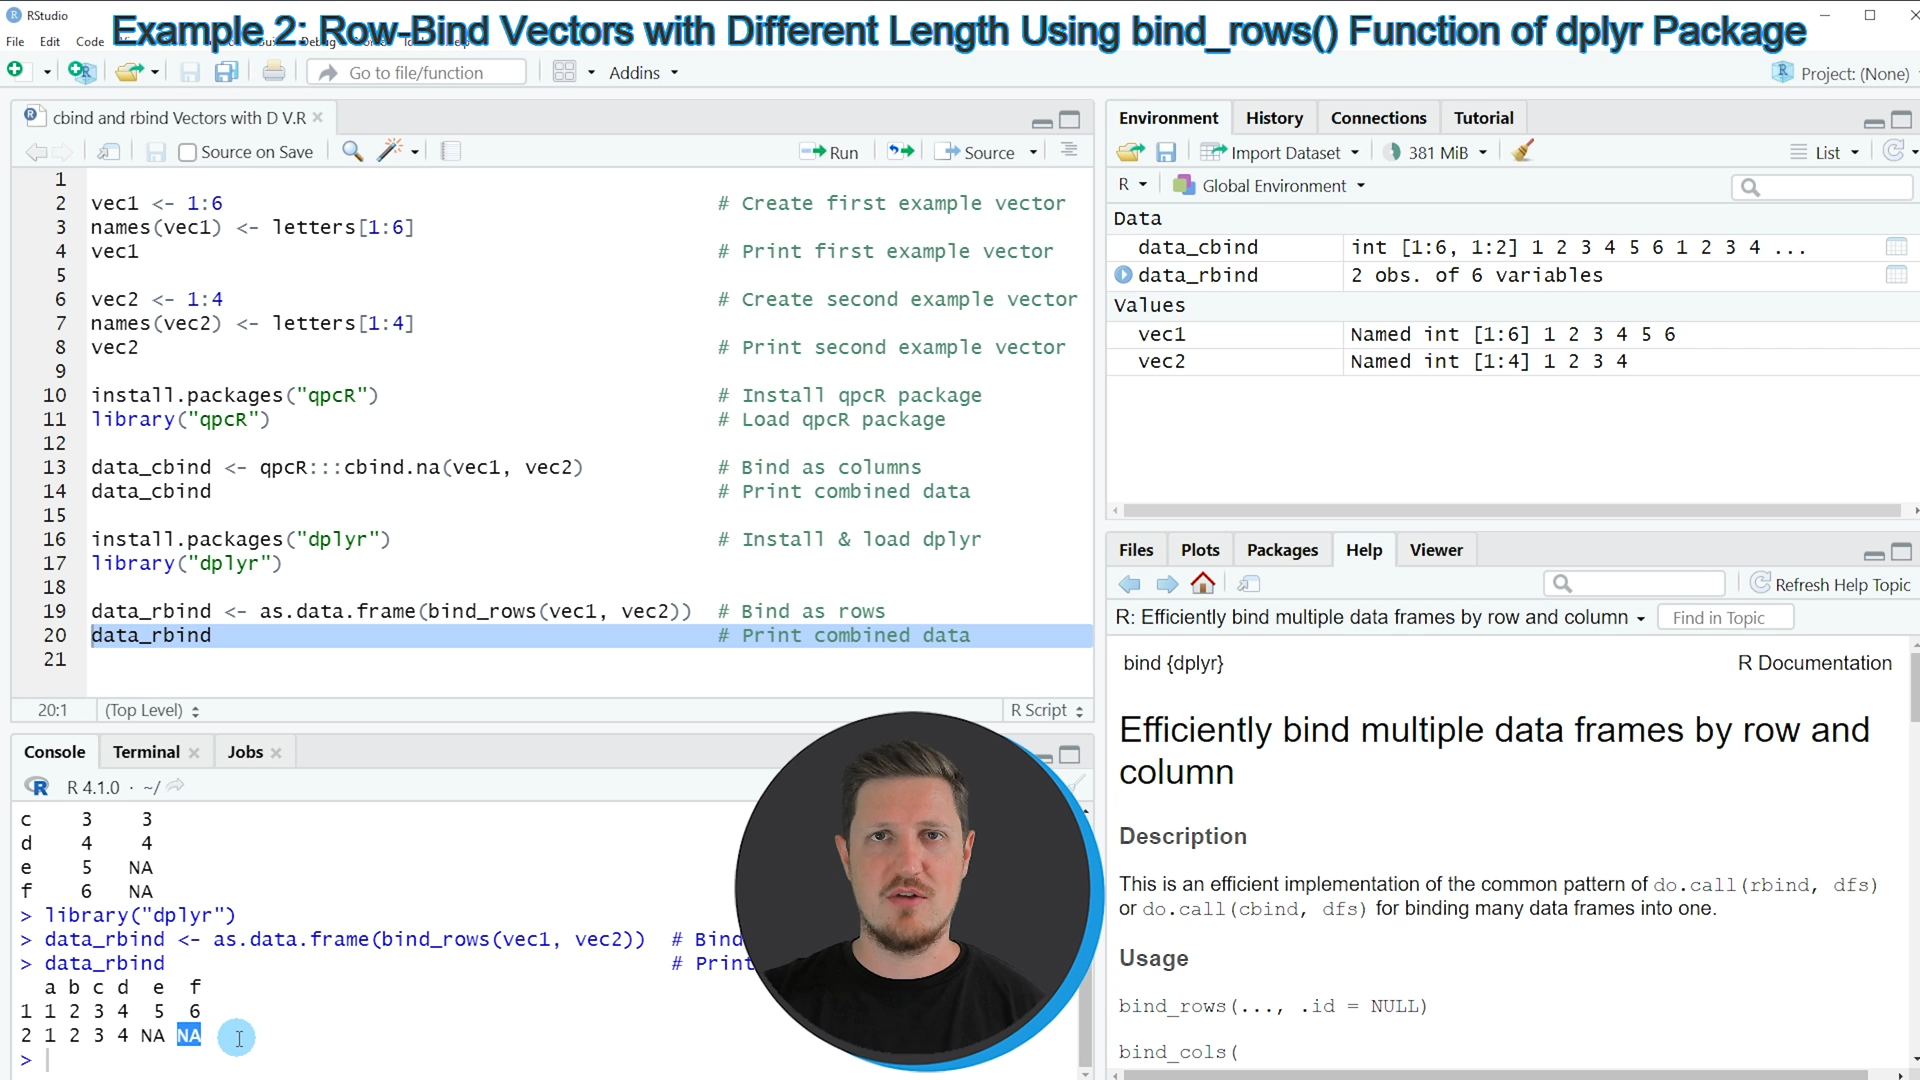 RStudio
Example 2: Row-Bind Vectors with Different Length Using bind_rows() Function of dplyr Package
File Edit Code
Go to file/function
Addins
Project: (None)
cbind and rbind Vectors with D V.R
Source on Save
Run
Source
1
2 vec1 <- 1:6 # Create first example vector
3 names(vec1) <- letters[1:6]
4 vec1 # Print first example vector
5
6 vec2 <- 1:4 # Create second example vector
7 names(vec2) <- letters[1:4]
8 vec2 # Print second example vector
9
10 install.packages("qpcR") # Install qpcR package
11 library("qpcR") # Load qpcR package
12
13 data_cbind <- qpcR:::cbind.na(vec1, vec2) # Bind as columns
14 data_cbind # Print combined data
15
16 install.packages("dplyr") # Install & load dplyr
17 library("dplyr")
18
19 data_rbind <- as.data.frame(bind_rows(vec1, vec2)) # Bind as rows
20 data_rbind # Print combined data
21
20:1 (Top Level) R Script
Console Terminal Jobs
R 4.1.0 · ~/
c 3 3
d 4 4
e 5 NA
f 6 NA
> library("dplyr")
> data_rbind <- as.data.frame(bind_rows(vec1, vec2)) # Bind
> data_rbind # Print
a b c d e f
1 1 2 3 4 5 6
2 1 2 3 4 NA NA
>
Environment History Connections Tutorial
Import Dataset 381 MiB List
R Global Environment
Data
data_cbind int [1:6, 1:2] 1 2 3 4 5 6 1 2 3 4 ...
data_rbind 2 obs. of 6 variables
Values
vec1 Named int [1:6] 1 2 3 4 5 6
vec2 Named int [1:4] 1 2 3 4
Files Plots Packages Help Viewer
Refresh Help Topic
R: Efficiently bind multiple data frames by row and column Find in Topic
bind {dplyr} R Documentation
Efficiently bind multiple data frames by row and
column
Description
This is an efficient implementation of the common pattern of do.call(rbind, dfs)
or do.call(cbind, dfs) for binding many data frames into one.
Usage
bind_rows(..., .id = NULL)
bind_cols(